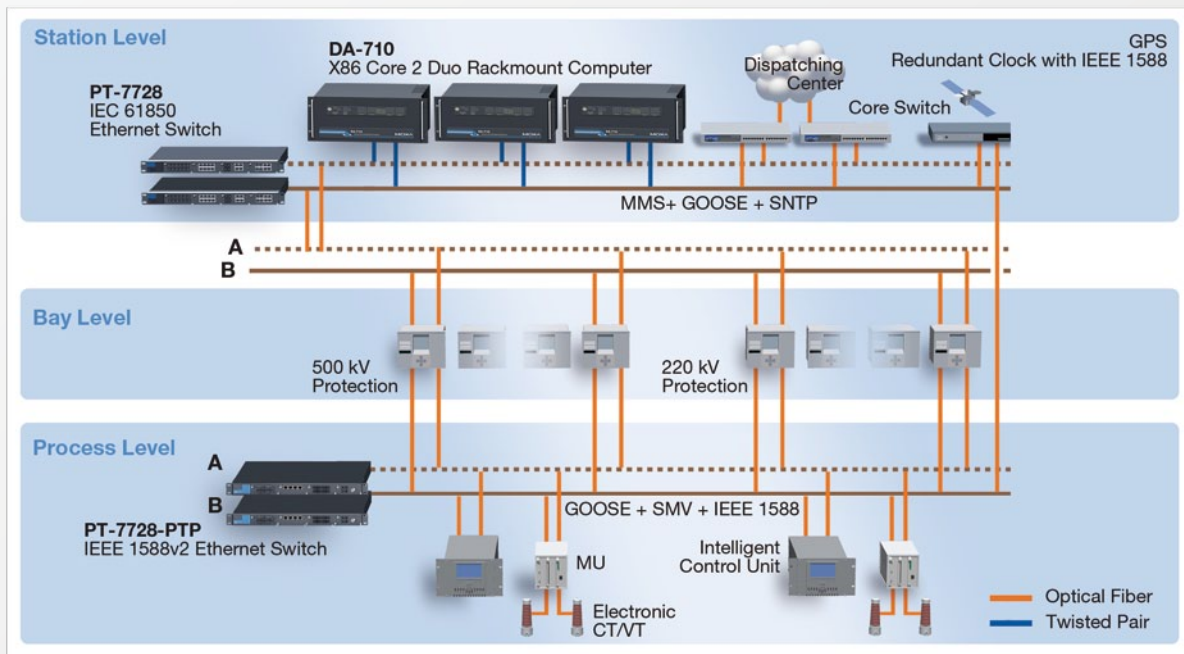 Station Level
DA-710
X86 Core 2 Duo Rackmount Computer
Dispatching
Center
GPS
Redundant Clock with IEEE 1588
PT-7728
IEC 61850
Ethernet Switch
Core Switch
MMS+ GOOSE + SNTP
A
B
Bay Level
500 kV
Protection
220 kV
Protection
Process Level
A
B
PT-7728-PTP
IEEE 1588v2 Ethernet Switch
GOOSE + SMV + IEEE 1588
MU
Intelligent
Control Unit
Electronic
CT/VT
Optical Fiber
Twisted Pair